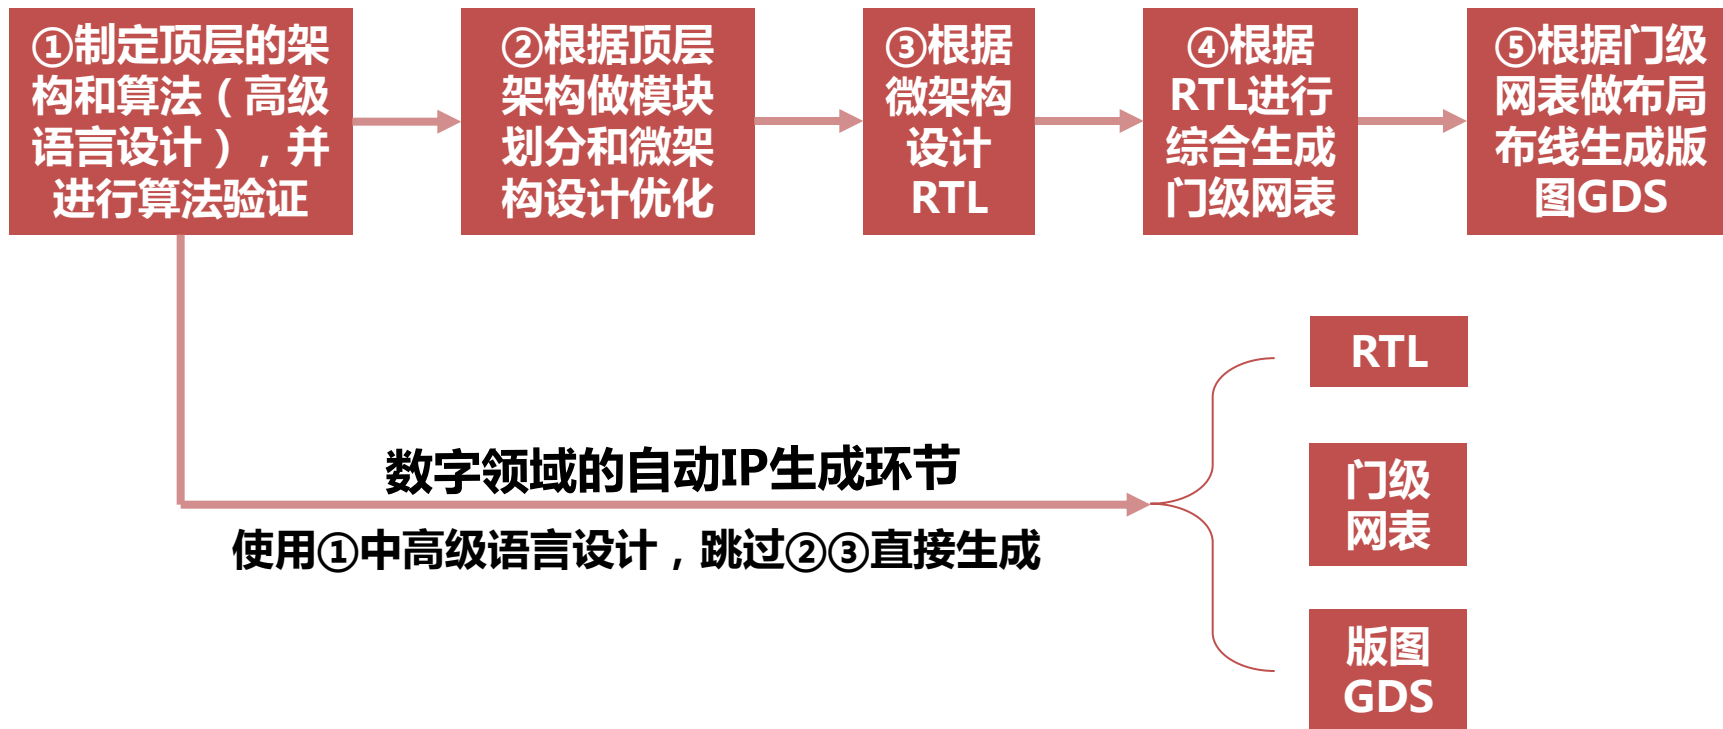 ①制定顶层的架
构和算法（高级
语言设计），并
进行算法验证
②根据顶层
架构做模块
划分和微架
构设计优化
③根据
微架构
设计
RTL
④根据
RTL进行
综合生成
门级网表
⑤根据门级
网表做布局
布线生成版
图GDS
数字领域的自动IP生成环节
使用①中高级语言设计，跳过②③直接生成
RTL
门级
网表
版图
GDS